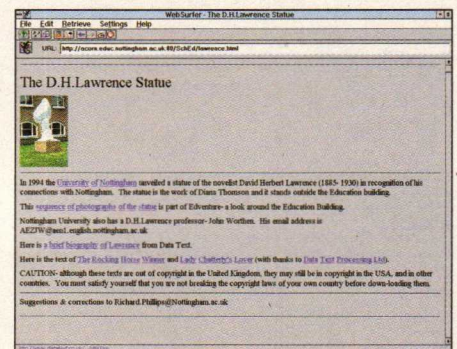 WebSurfer - The D.H.Lawrence Statue
File Edit Retrieve Settings Help
URL: http://acorn.educ.nottingham.ac.uk.80/SchEd/lawrence.html
The D.H.Lawrence Statue
In 1994 the University of Nottingham unveiled a statue of the novelist David Herbert Lawrence (1885- 1930) in recognition of his
connections with Nottingham. The statue is the work of Diana Thomson and it stands outside the Education building.
This sequence of photographs of the statue is part of Edventure- a look around the Education Building.
Nottingham University also has a D.H.Lawrence professor- John Worthen. His email address is
AEZJW@aen1.english.nottingham.ac.uk
Here is a brief biography of Lawrence from Data Text.
Here is the text of The Rocking Horse Winner and Lady Chatterly's Lover (with thanks to Data Text Processing Ltd).
CAUTION- although these texts are out of copyright in the United Kingdom, they may still be in copyright in the USA, and in other
countries. You must satisfy yourself that you are not breaking the copyright laws of your own country before down-loading them.
Suggestions & corrections to Richard.Phillips@Nottingham.ac.uk